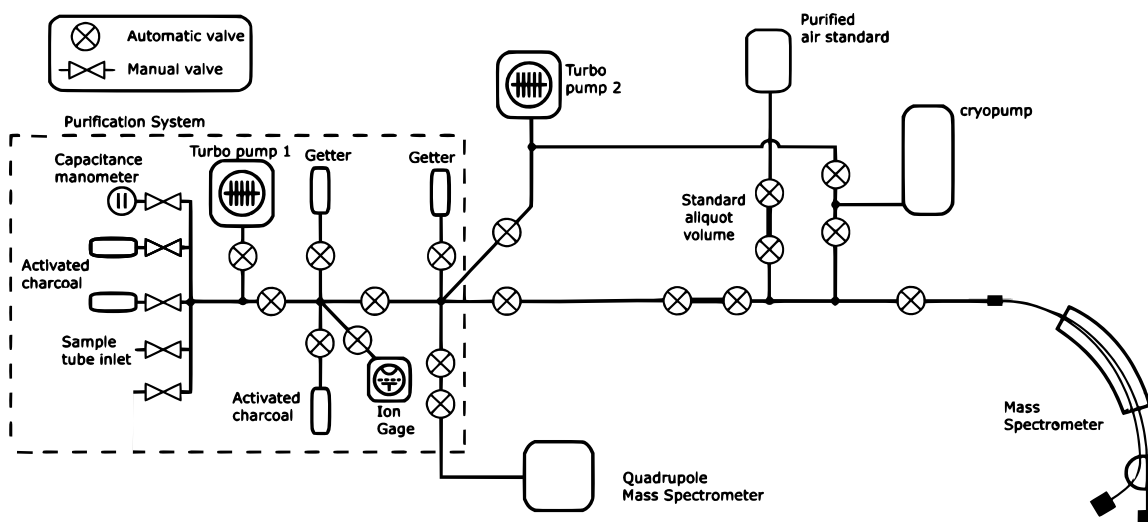 Automatic valve
Manual valve
Purified
air standard
Turbo
pump 2
cryopump
Purification System
Capacitance
manometer
Turbo pump 1
Getter
Getter
Standard
aliquot
volume
Activated
charcoal
Sample
tube inlet
Activated
charcoal
Ion
Gage
Mass
Spectrometer
Quadrupole
Mass Spectrometer